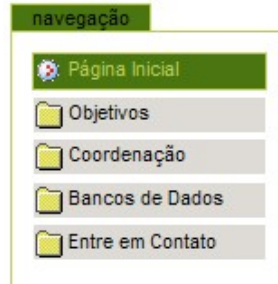 navegação
Página Inicial
Objetivos
Coordenação
Bancos de Dados
Entre em Contato